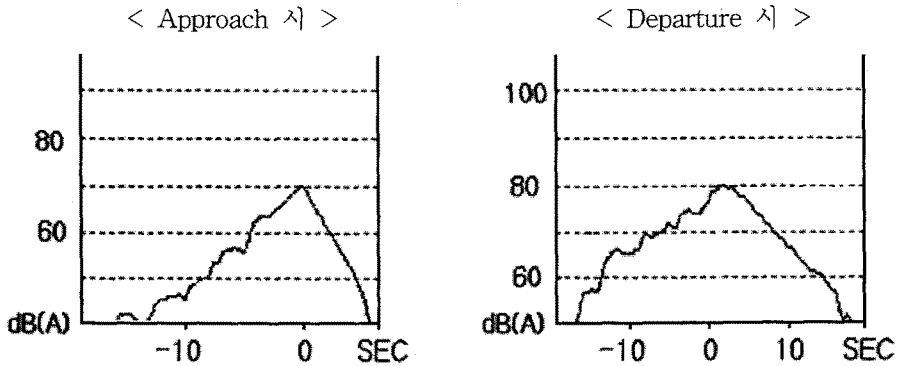 < Approach 시 >
80
60
dB(A)
-10 0 SEC
< Departure 시 >
100
80
60
dB(A)
-10 0 10 SEC